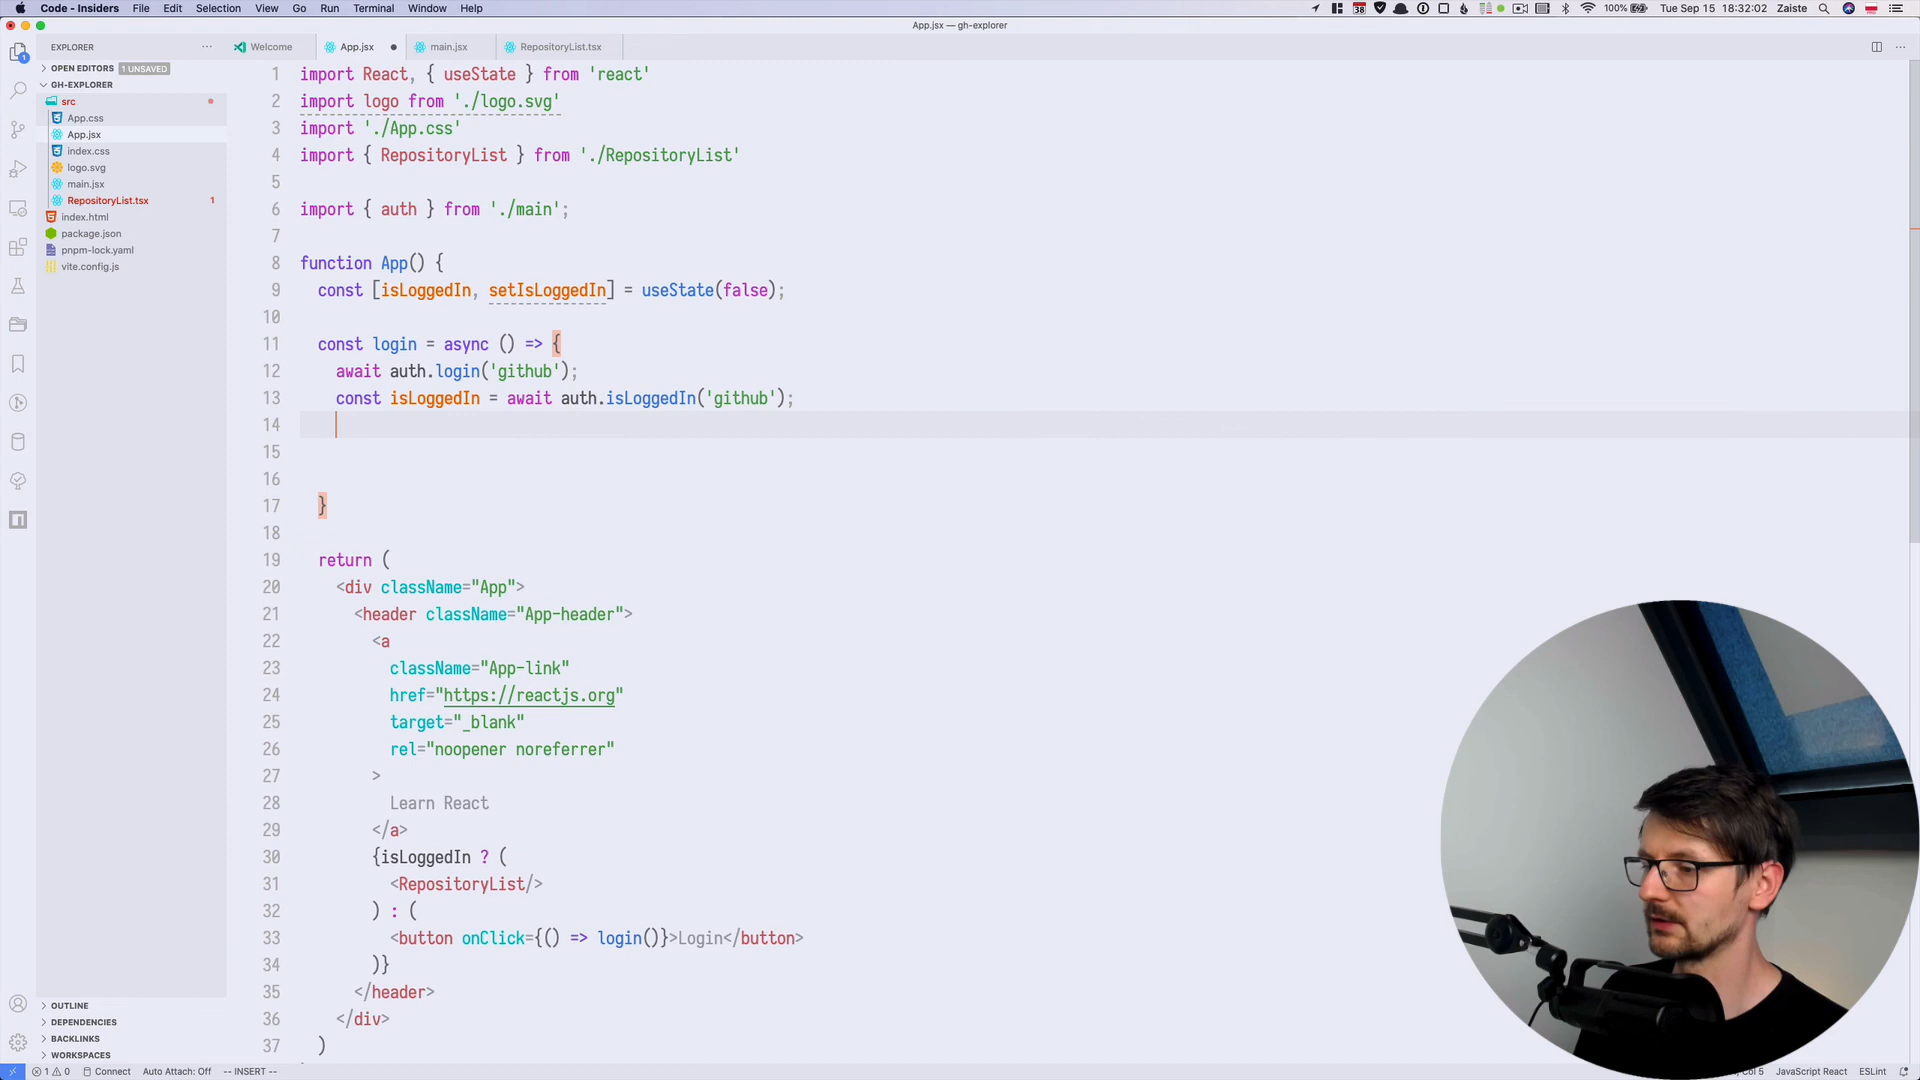 Code - Insiders File Edit Selection View Go Run Terminal Window Help
38 100% Tue Sep 15 18:32:02 Zaiste
App.jsx — gh-explorer
EXPLORER ···
Welcome App.jsx main.jsx RepositoryList.tsx
OPEN EDITORS 1 UNSAVED
GH-EXPLORER
src
App.css
App.jsx
index.css
logo.svg
main.jsx
RepositoryList.tsx 1
index.html
package.json
pnpm-lock.yaml
vite.config.js
OUTLINE
DEPENDENCIES
BACKLINKS
WORKSPACES
1
1 import React, { useState } from 'react'
2 import logo from './logo.svg'
3 import './App.css'
4 import { RepositoryList } from './RepositoryList'
5
6 import { auth } from './main';
7
8 function App() {
9 const [isLoggedIn, setIsLoggedIn] = useState(false);
10
11 const login = async () => {
12 await auth.login('github');
13 const isLoggedIn = await auth.isLoggedIn('github');
14
15
16
17 }
18
19 return (
20 <div className="App">
21 <header className="App-header">
22 <a
23 className="App-link"
24 href="https://reactjs.org"
25 target="_blank"
26 rel="noopener noreferrer"
27 >
28 Learn React
29 </a>
30 {isLoggedIn ? (
31 <RepositoryList/>
32 ) : (
33 <button onClick={() => login()}>Login</button>
34 )}
35 </header>
36 </div>
37 )
1 0 Connect Auto Attach: Off -- INSERT -- Col 5 JavaScript React ESLint